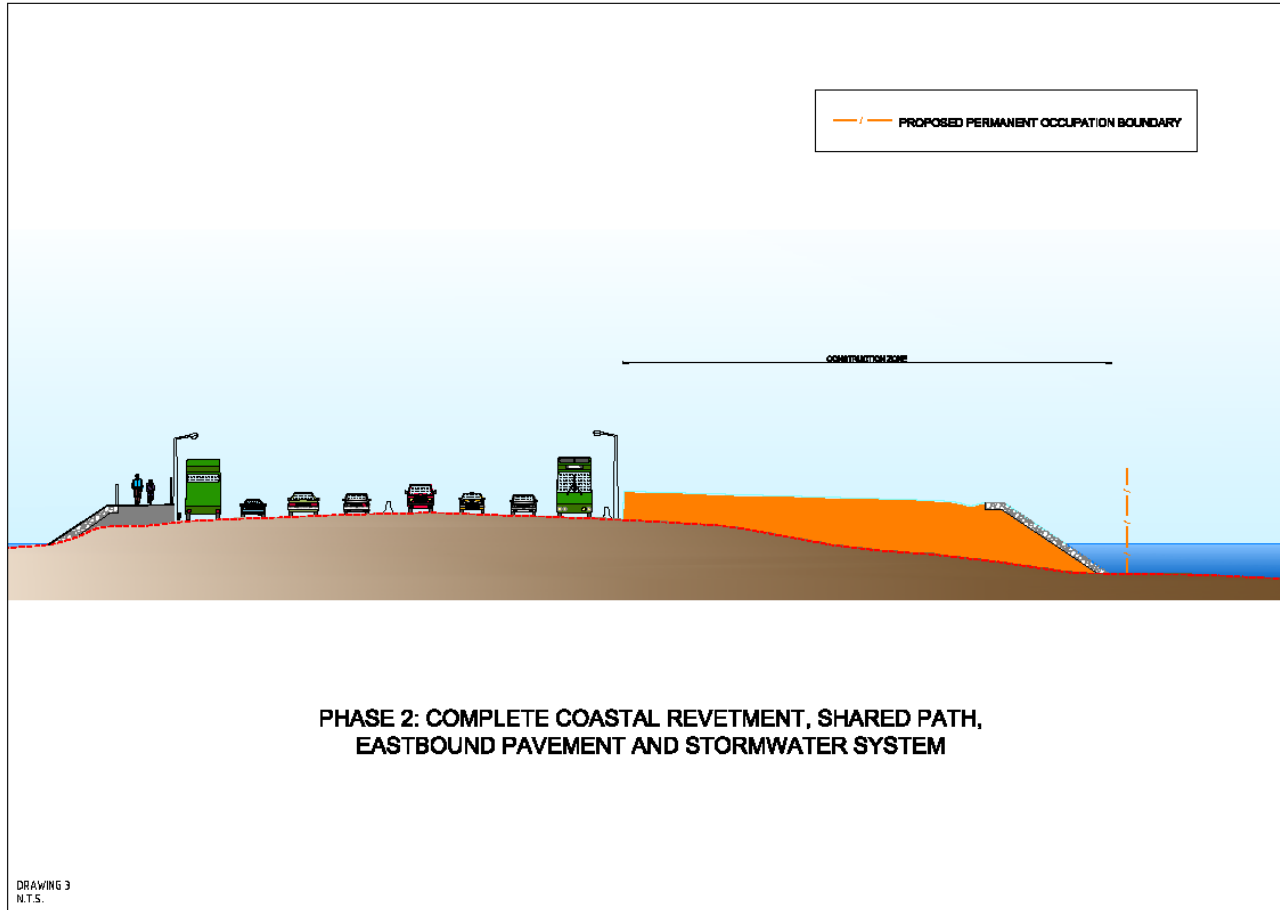 PROPOSED PERMANENT OCCUPATION BOUNDARY
CONSTRUCTION ZONE
PHASE 2: COMPLETE COASTAL REVETMENT, SHARED PATH,
EASTBOUND PAVEMENT AND STORMWATER SYSTEM
DRAWING 3
N.T.S.